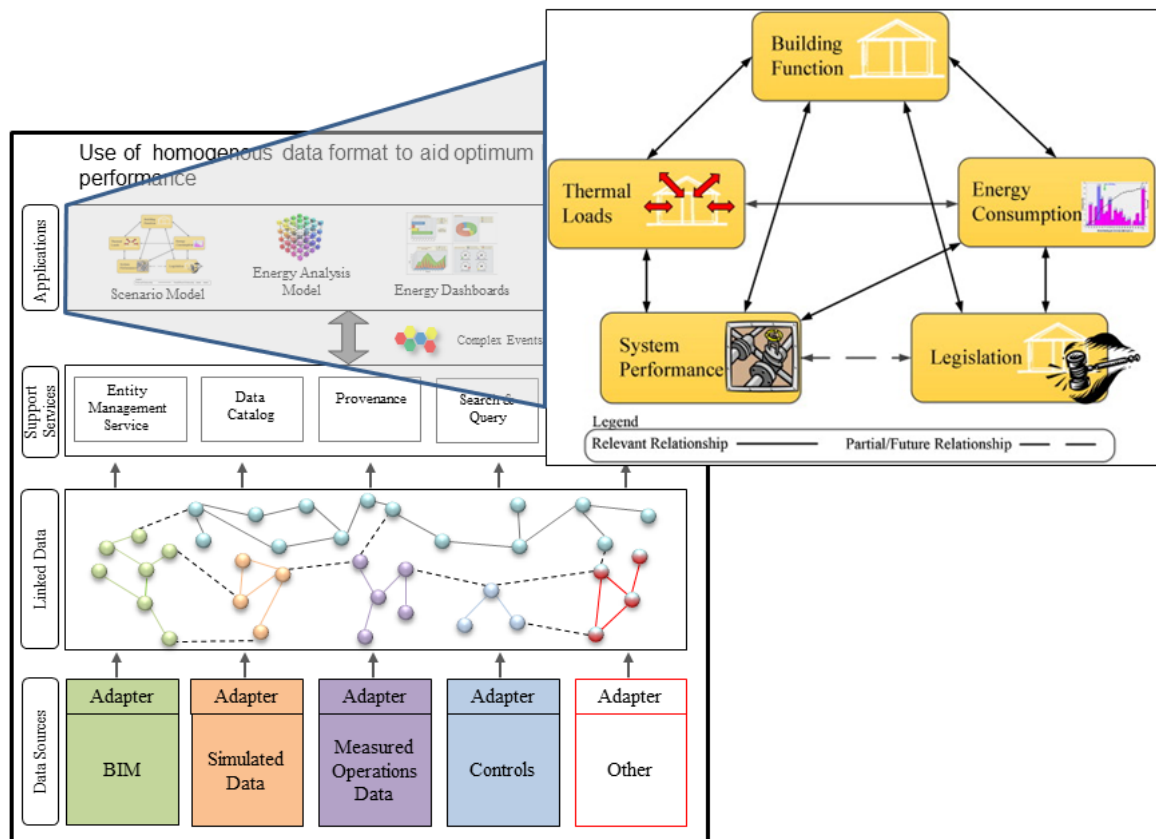 Use of homogenous data format to aid optimum
performance
Applications
Scenario Model
Energy Analysis
Model
Energy Dashboards
Complex Events
Support
Services
Entity
Management
Service
Data
Catalog
Provenance
Search &
Query
Linked Data
Data Sources
Adapter
BIM
Adapter
Simulated
Data
Adapter
Measured
Operations
Data
Adapter
Controls
Adapter
Other
Building
Function
Thermal
Loads
Energy
Consumption
System
Performance
Legislation
Legend
Relevant Relationship
Partial/Future Relationship